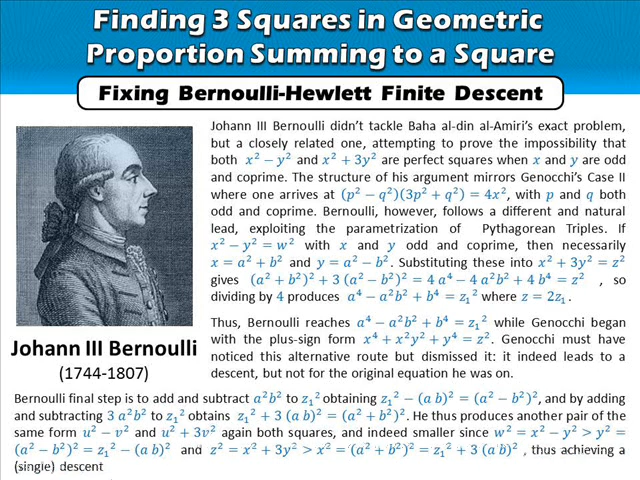 Finding 3 Squares in Geometric
Proportion Summing to a Square
Fixing Bernoulli-Hewlett Finite Descent
Johann III Bernoulli didn't tackle Baha al-din al-Amiri's exact problem,
but a closely related one, attempting to prove the impossibility that
both x² − y² and x² + 3y² are perfect squares when x and y are odd
and coprime. The structure of his argument mirrors Genocchi's Case II
where one arrives at (p² − q²)(3p² + q²) = 4x², with p and q both
odd and coprime. Bernoulli, however, follows a different and natural
lead, exploiting the parametrization of Pythagorean Triples. If
x² − y² = w² with x and y odd and coprime, then necessarily
x = a² + b² and y = a² − b². Substituting these into x² + 3y² = z²
gives (a² + b²)² + 3 (a² − b²)² = 4 a⁴ − 4 a²b² + 4 b⁴ = z² , so
dividing by 4 produces a⁴ − a²b² + b⁴ = z₁² where z = 2z₁ .
Thus, Bernoulli reaches a⁴ − a²b² + b⁴ = z₁² while Genocchi began
with the plus-sign form x⁴ + x²y² + y⁴ = z². Genocchi must have
noticed this alternative route but dismissed it: it indeed leads to a
descent, but not for the original equation he was on.
Johann III Bernoulli
(1744-1807)
Bernoulli final step is to add and subtract a²b² to z₁² obtaining z₁² − (a b)² = (a² − b²)², and by adding
and subtracting 3 a²b² to z₁² obtains z₁² + 3 (a b)² = (a² + b²)². He thus produces another pair of the
same form u² − v² and u² + 3v² again both squares, and indeed smaller since w² = x² − y² > y² =
(a² − b²)² = z₁² − (a b)² and z² = x² + 3y² > x² = (a² + b²)² = z₁² + 3 (a b)² , thus achieving a
(single) descent